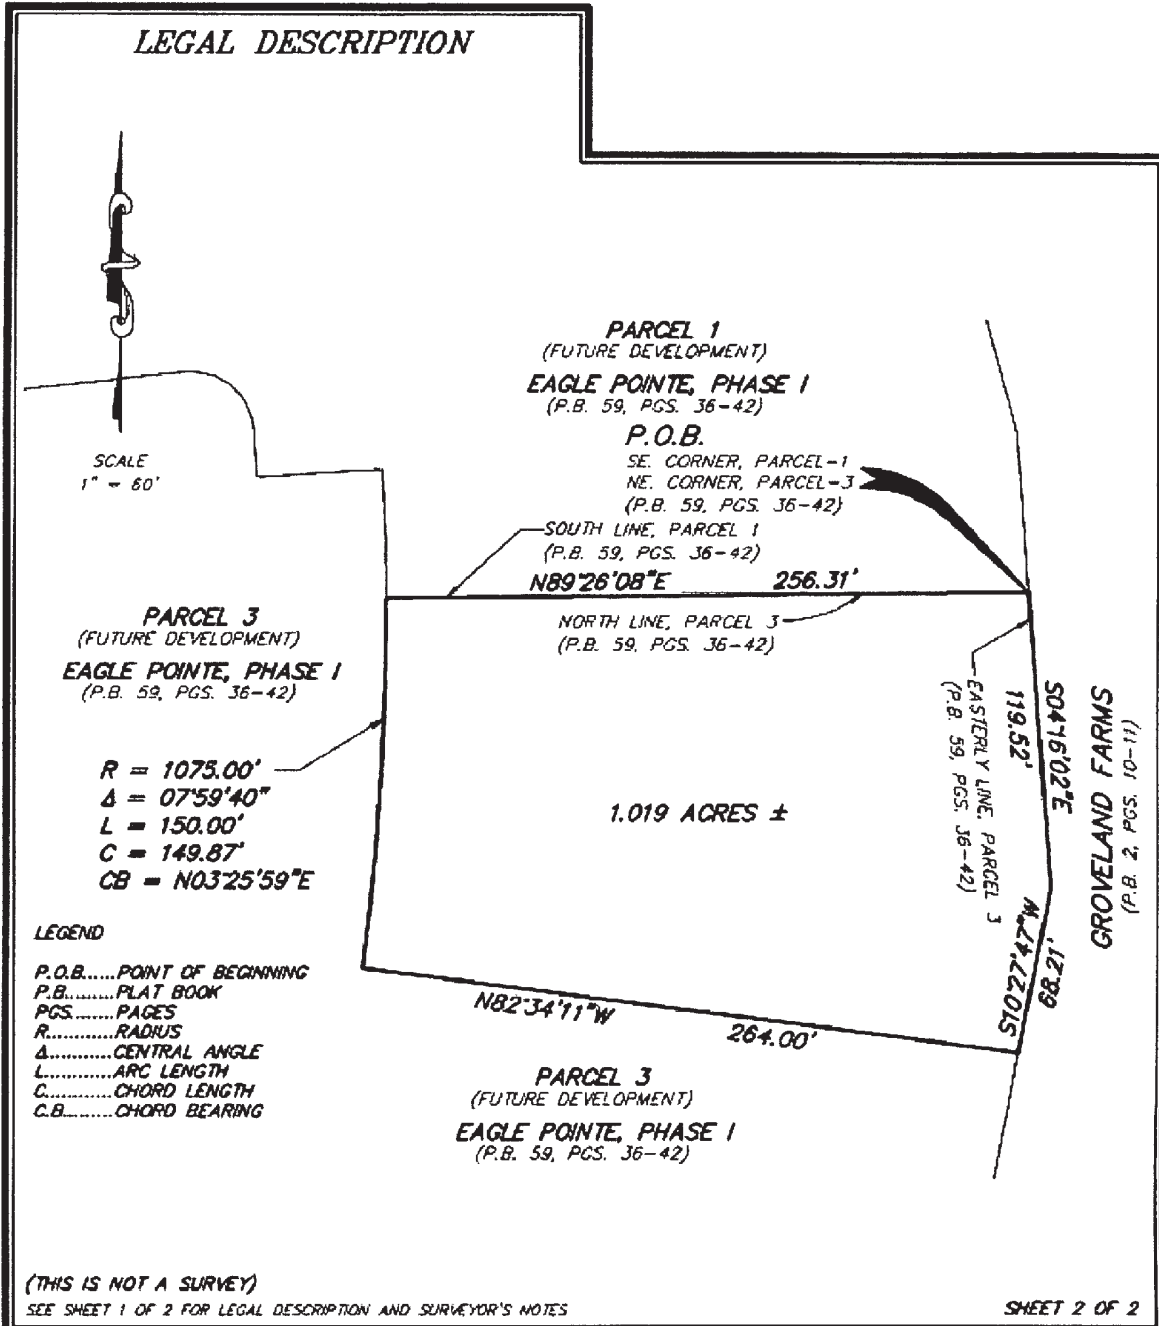 LEGAL DESCRIPTION
SCALE
1" = 60'
PARCEL 1
(FUTURE DEVELOPMENT)
EAGLE POINTE, PHASE I
(P.B. 59, PGS. 36-42)
P.O.B.
SE. CORNER, PARCEL-1
NE. CORNER, PARCEL-3
(P.B. 59, PGS. 36-42)
SOUTH LINE, PARCEL 1
(P.B. 59, PGS. 36-42)
N89°26'08"E 256.31'
NORTH LINE, PARCEL 3
(P.B. 59, PGS. 36-42)
PARCEL 3
(FUTURE DEVELOPMENT)
EAGLE POINTE, PHASE I
(P.B. 59, PGS. 36-42)
R = 1075.00'
Δ = 07°59'40"
L = 150.00'
C = 149.87'
CB = N03°25'59"E
1.019 ACRES ±
EASTERLY LINE, PARCEL 3
(P.B. 59, PGS. 36-42)
S04°16'02"E
119.52'
GROVELAND FARMS
(P.B. 2, PGS. 10-11)
S10°27'47"W
68.21'
N82°34'11"W
264.00'
LEGEND
P.O.B......POINT OF BEGINNING
P.B.........PLAT BOOK
PGS........PAGES
R............RADIUS
Δ............CENTRAL ANGLE
L............ARC LENGTH
C............CHORD LENGTH
C.B.........CHORD BEARING
PARCEL 3
(FUTURE DEVELOPMENT)
EAGLE POINTE, PHASE I
(P.B. 59, PGS. 36-42)
(THIS IS NOT A SURVEY)
SEE SHEET 1 OF 2 FOR LEGAL DESCRIPTION AND SURVEYOR'S NOTES
SHEET 2 OF 2